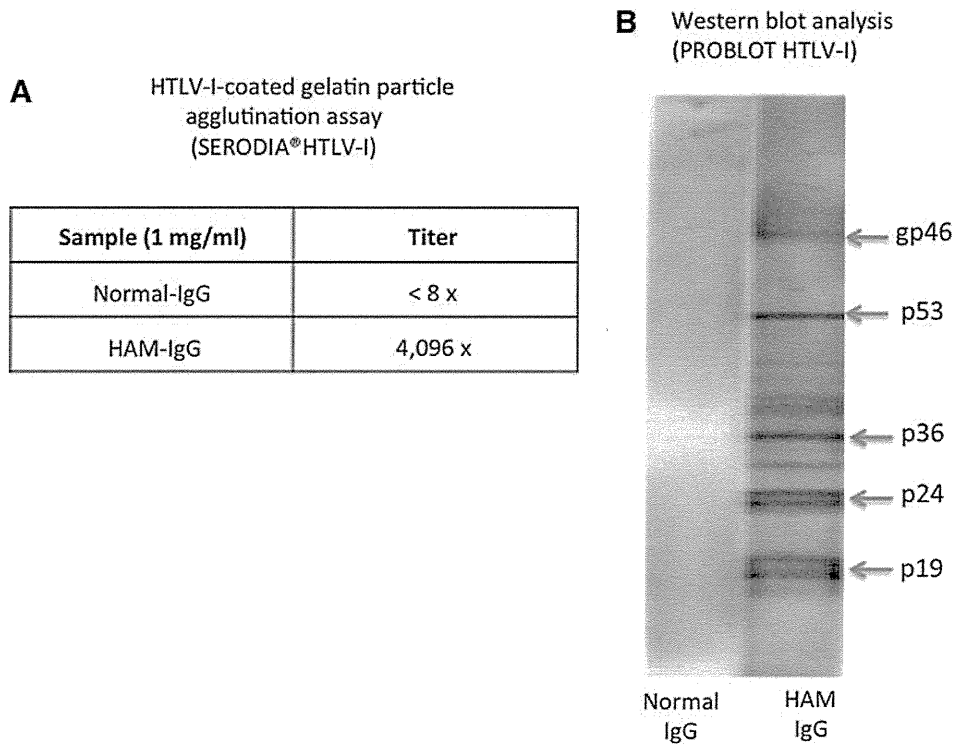 A
HTLV-I-coated gelatin particle
agglutination assay
(SERODIA®HTLV-I)
Sample (1 mg/ml) Titer
Normal-IgG < 8 x
HAM-IgG 4,096 x
B
Western blot analysis
(PROBLOT HTLV-I)
gp46
p53
p36
p24
p19
Normal
IgG
HAM
IgG